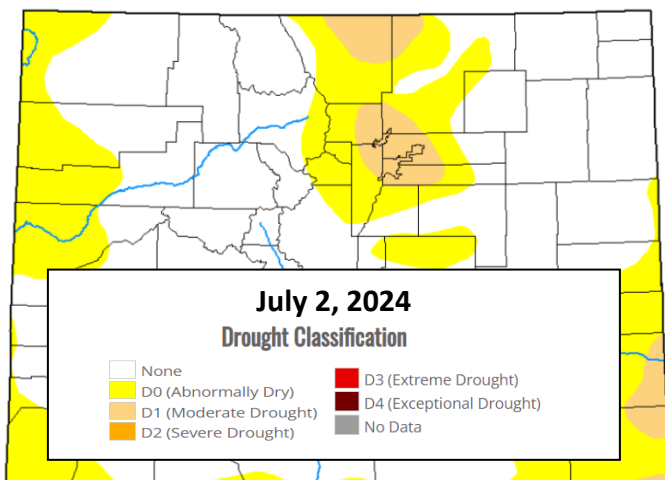 July 2, 2024
Drought Classification
None
D0 (Abnormally Dry)
D1 (Moderate Drought)
D2 (Severe Drought)
D3 (Extreme Drought)
D4 (Exceptional Drought)
No Data